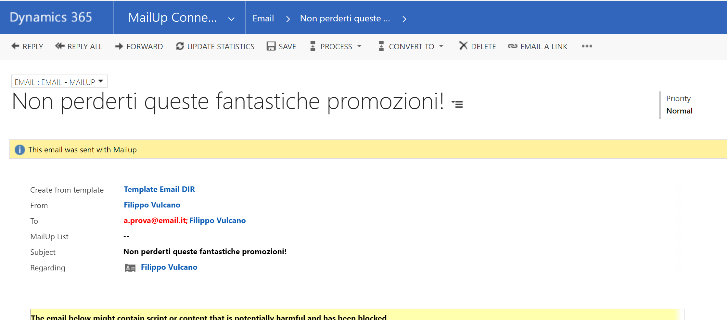 Dynamics 365 MailUp Conne... Email Non perderti queste ...
REPLY REPLY ALL FORWARD UPDATE STATISTICS SAVE PROCESS CONVERT TO DELETE EMAIL A LINK ...
EMAIL : EMAIL - MAILUP
Non perderti queste fantastiche promozioni!
Priority
Normal
This email was sent with Mailup
Create from template Template Email DIR
From Filippo Vulcano
To a.prova@email.it; Filippo Vulcano
MailUp List --
Subject Non perderti queste fantastiche promozioni!
Regarding Filippo Vulcano
The email below might contain script or content that is potentially harmful and has been blocked.